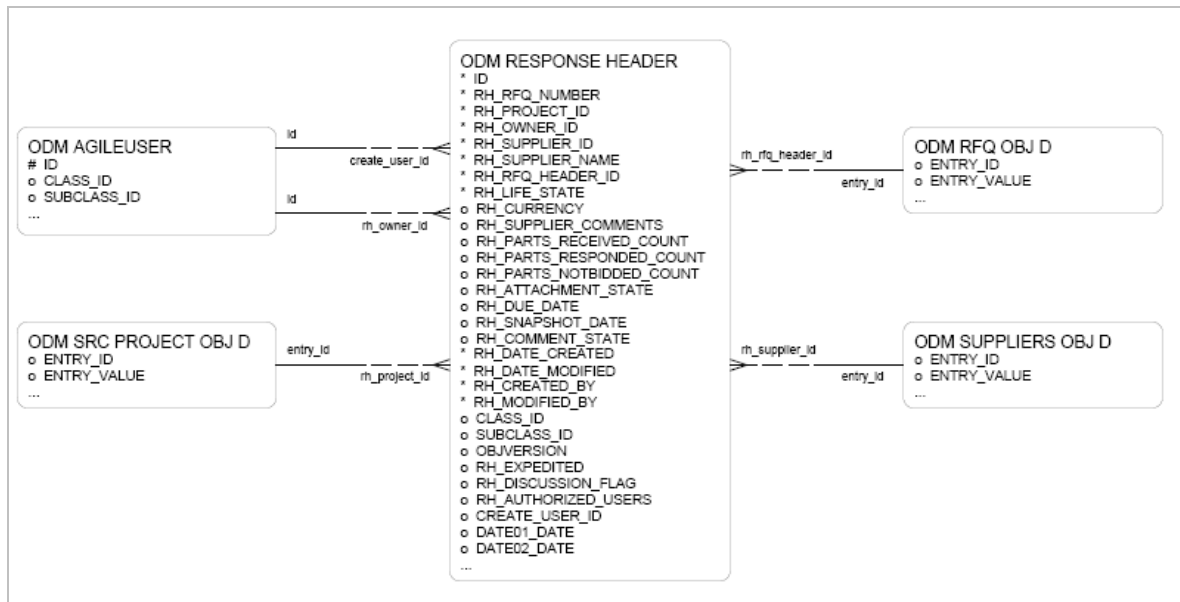 ODM AGILEUSER
# ID
o CLASS_ID
o SUBCLASS_ID
...
id
create_user_id
id
rh_owner_id
ODM SRC PROJECT OBJ D
o ENTRY_ID
o ENTRY_VALUE
...
entry_id
rh_project_id
ODM RESPONSE HEADER
* ID
* RH_RFQ_NUMBER
* RH_PROJECT_ID
* RH_OWNER_ID
* RH_SUPPLIER_ID
* RH_SUPPLIER_NAME
* RH_RFQ_HEADER_ID
* RH_LIFE_STATE
o RH_CURRENCY
o RH_SUPPLIER_COMMENTS
o RH_PARTS_RECEIVED_COUNT
o RH_PARTS_RESPONDED_COUNT
o RH_PARTS_NOTBIDDED_COUNT
o RH_ATTACHMENT_STATE
o RH_DUE_DATE
o RH_SNAPSHOT_DATE
o RH_COMMENT_STATE
* RH_DATE_CREATED
* RH_DATE_MODIFIED
* RH_CREATED_BY
* RH_MODIFIED_BY
o CLASS_ID
o SUBCLASS_ID
o OBJVERSION
o RH_EXPEDITED
o RH_DISCUSSION_FLAG
o RH_AUTHORIZED_USERS
o CREATE_USER_ID
o DATE01_DATE
o DATE02_DATE
...
rh_rfq_header_id
entry_id
ODM RFQ OBJ D
o ENTRY_ID
o ENTRY_VALUE
...
rh_supplier_id
entry_id
ODM SUPPLIERS OBJ D
o ENTRY_ID
o ENTRY_VALUE
...